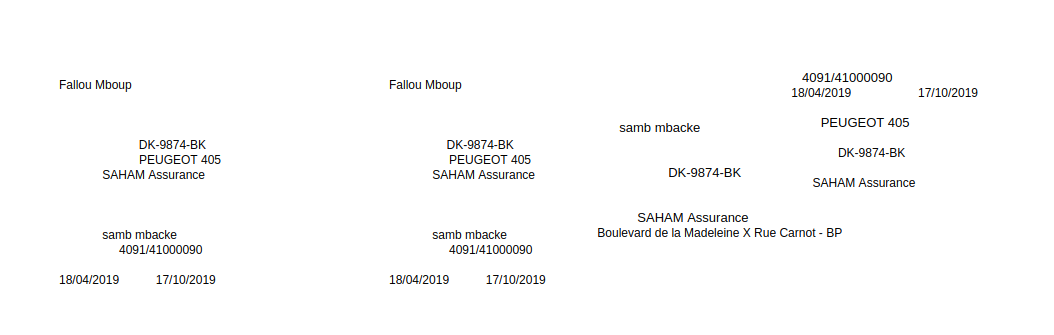 Fallou Mboup
DK-9874-BK
PEUGEOT 405
SAHAM Assurance
samb mbacke
4091/41000090
18/04/2019 17/10/2019
Fallou Mboup
DK-9874-BK
PEUGEOT 405
SAHAM Assurance
samb mbacke
4091/41000090
18/04/2019 17/10/2019
samb mbacke
DK-9874-BK
SAHAM Assurance
Boulevard de la Madeleine X Rue Carnot - BP
4091/41000090
18/04/2019 17/10/2019
PEUGEOT 405
DK-9874-BK
SAHAM Assurance